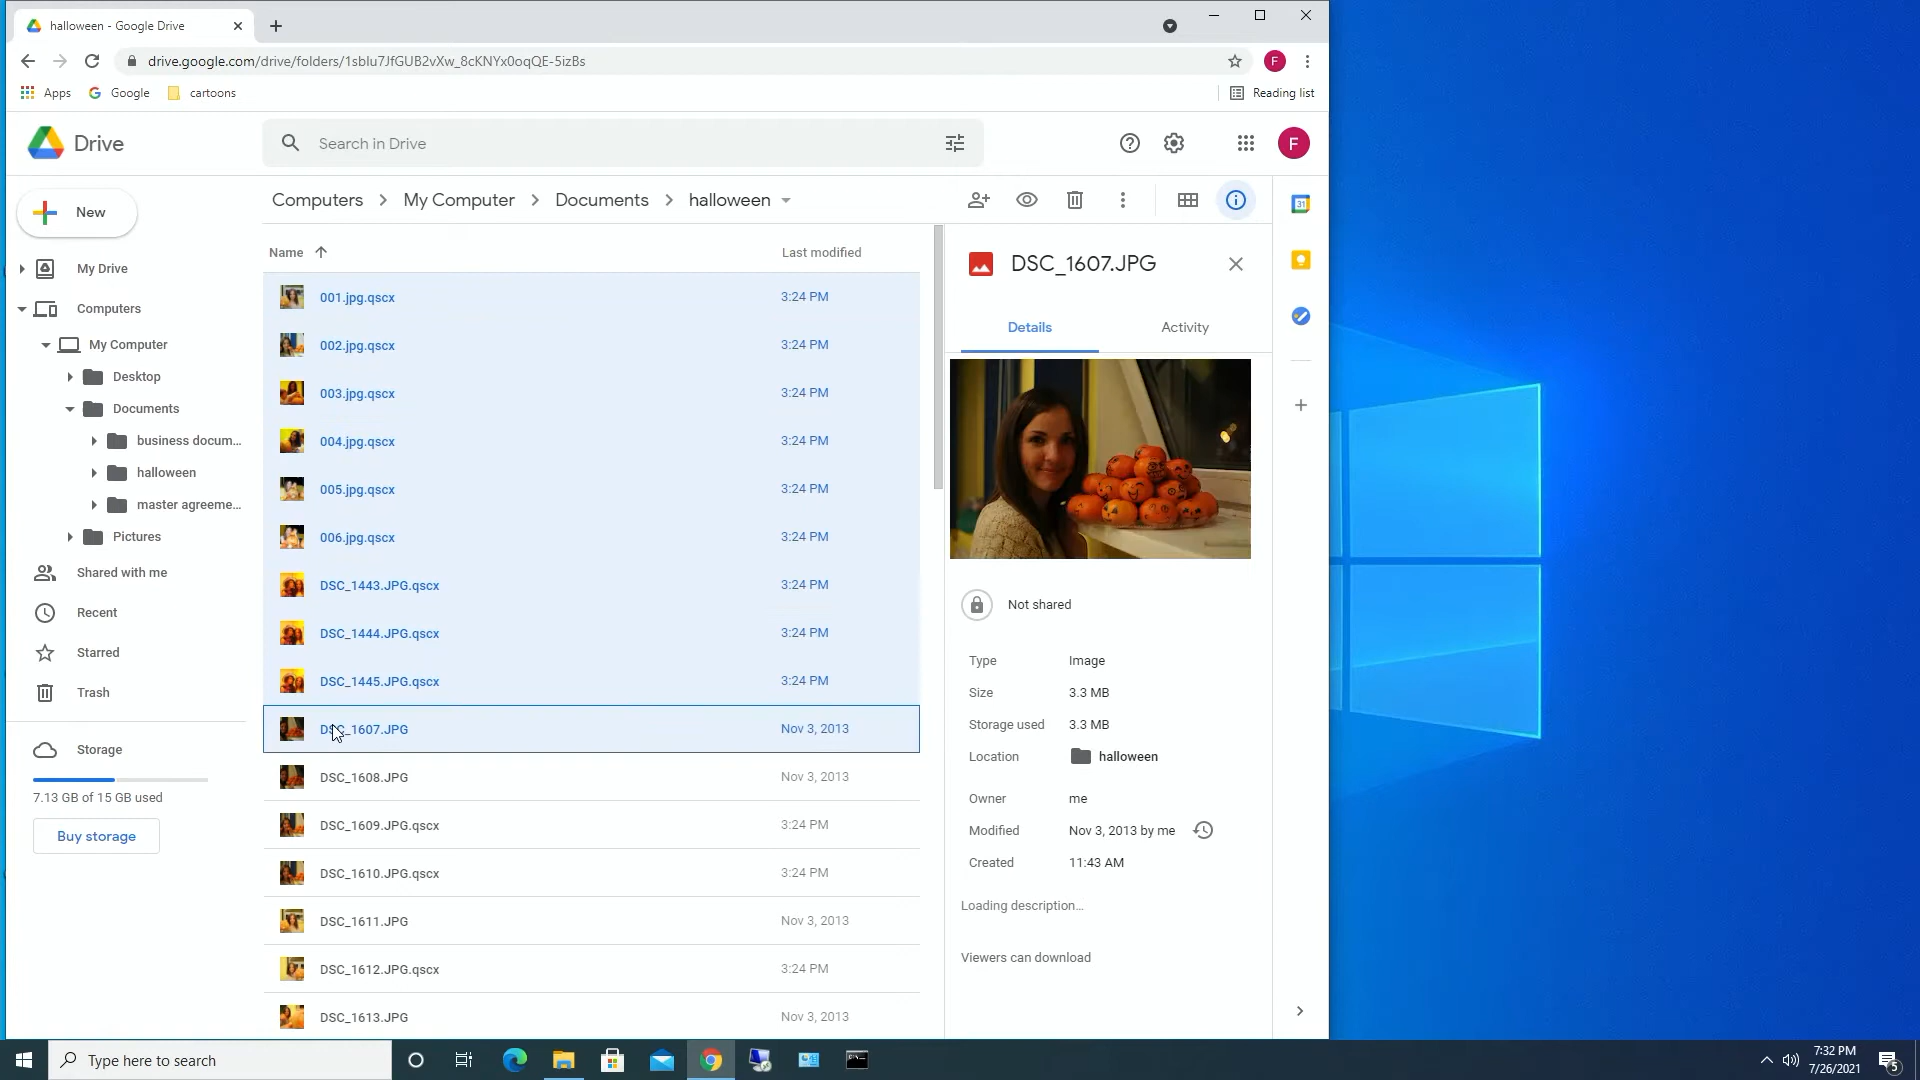 halloween - Google Drive
drive.google.com/drive/folders/1sbIu7JfGUB2vXw_8cKNYx0oqQE-5izBs
F
Apps
Google
cartoons
Reading list
Drive
Search in Drive
F
New
Computers
My Computer
Documents
halloween
31
My Drive
Computers
My Computer
Desktop
Documents
business docum...
halloween
master agreeme...
Pictures
Shared with me
Recent
Starred
Trash
Storage
7.13 GB of 15 GB used
Buy storage
Name
Last modified
001.jpg.qscx 3:24 PM
002.jpg.qscx 3:24 PM
003.jpg.qscx 3:24 PM
004.jpg.qscx 3:24 PM
005.jpg.qscx 3:24 PM
006.jpg.qscx 3:24 PM
DSC_1443.JPG.qscx 3:24 PM
DSC_1444.JPG.qscx 3:24 PM
DSC_1445.JPG.qscx 3:24 PM
DSC_1607.JPG Nov 3, 2013
DSC_1608.JPG Nov 3, 2013
DSC_1609.JPG.qscx 3:24 PM
DSC_1610.JPG.qscx 3:24 PM
DSC_1611.JPG Nov 3, 2013
DSC_1612.JPG.qscx 3:24 PM
DSC_1613.JPG Nov 3, 2013
DSC_1607.JPG
Details
Activity
Not shared
Type Image
Size 3.3 MB
Storage used 3.3 MB
Location halloween
Owner me
Modified Nov 3, 2013 by me
Created 11:43 AM
Loading description...
Viewers can download
Type here to search
7:32 PM
7/26/2021
5